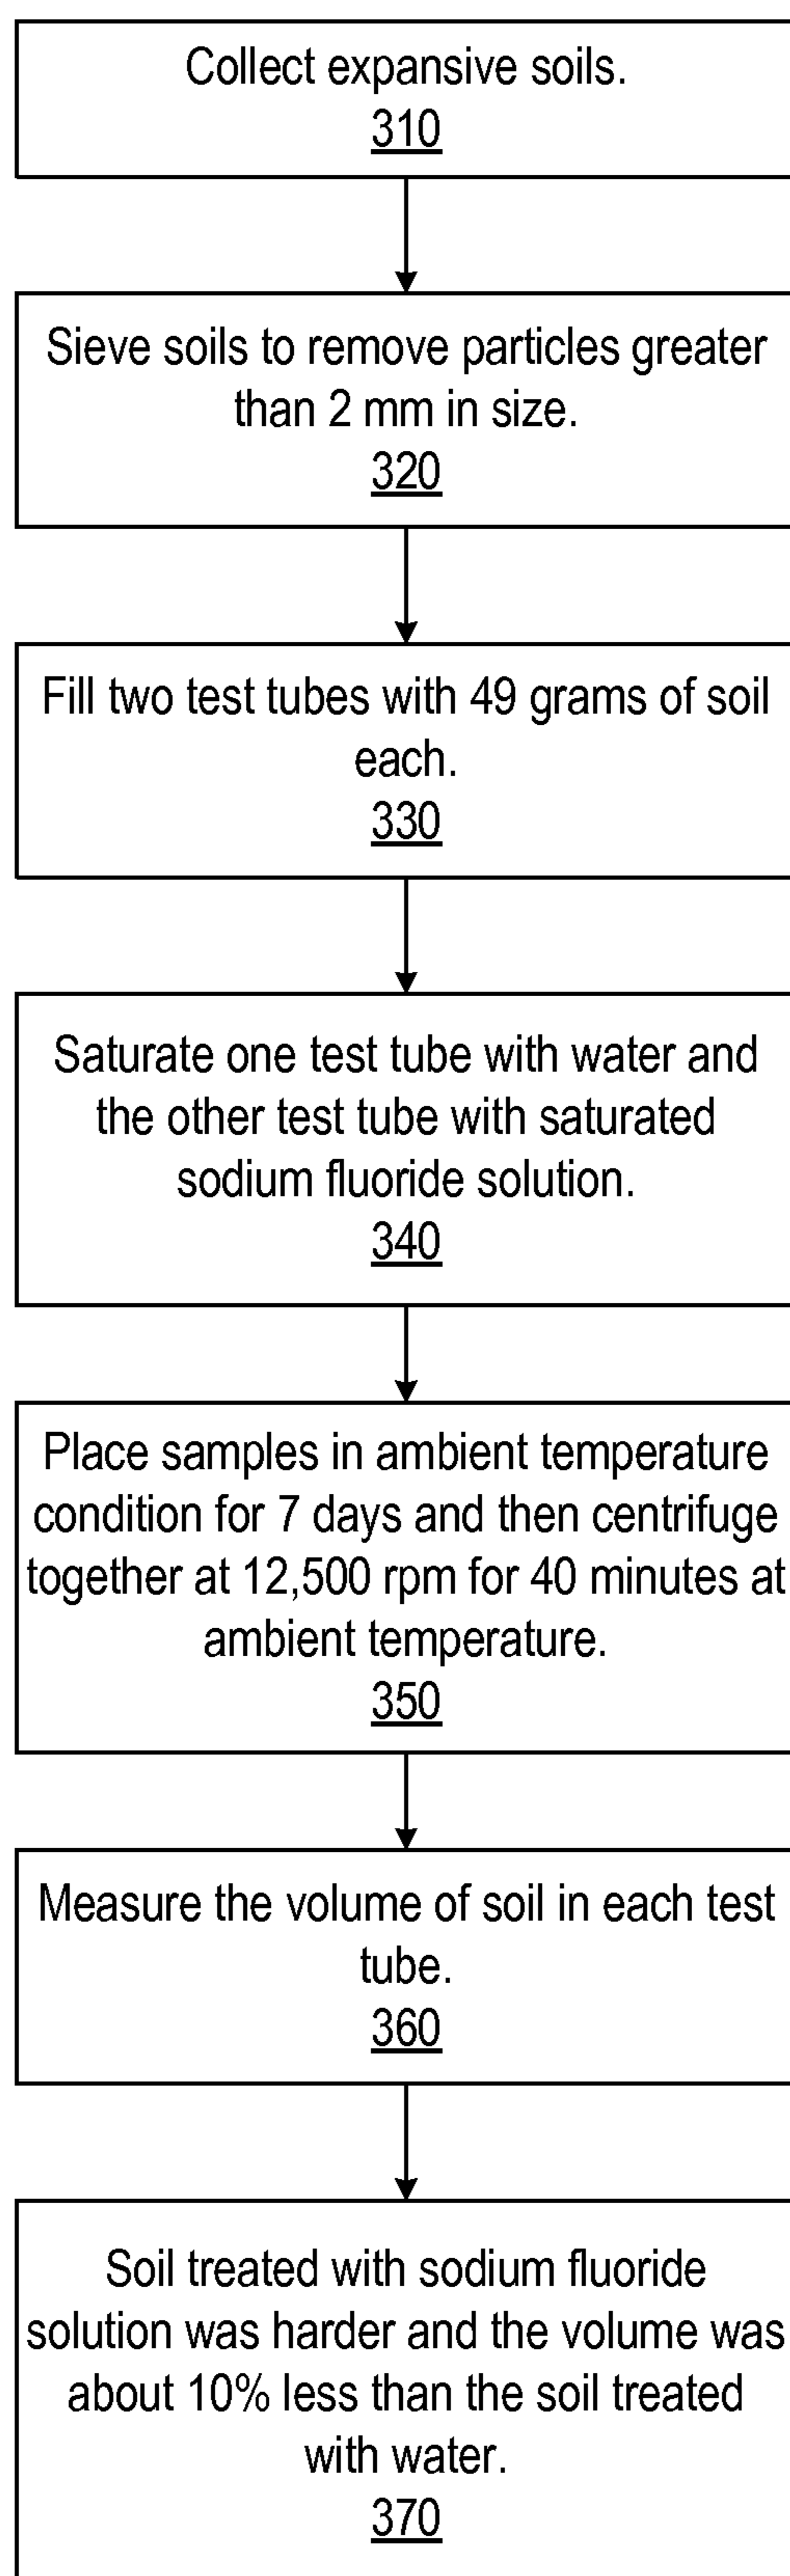 Collect expansive soils.
310
Sieve soils to remove particles greater
than 2 mm in size.
320
Fill two test tubes with 49 grams of soil
each.
330
Saturate one test tube with water and
the other test tube with saturated
sodium fluoride solution.
340
Place samples in ambient temperature
condition for 7 days and then centrifuge
together at 12,500 rpm for 40 minutes at
ambient temperature.
350
Measure the volume of soil in each test
tube.
360
Soil treated with sodium fluoride
solution was harder and the volume was
about 10% less than the soil treated
with water.
370